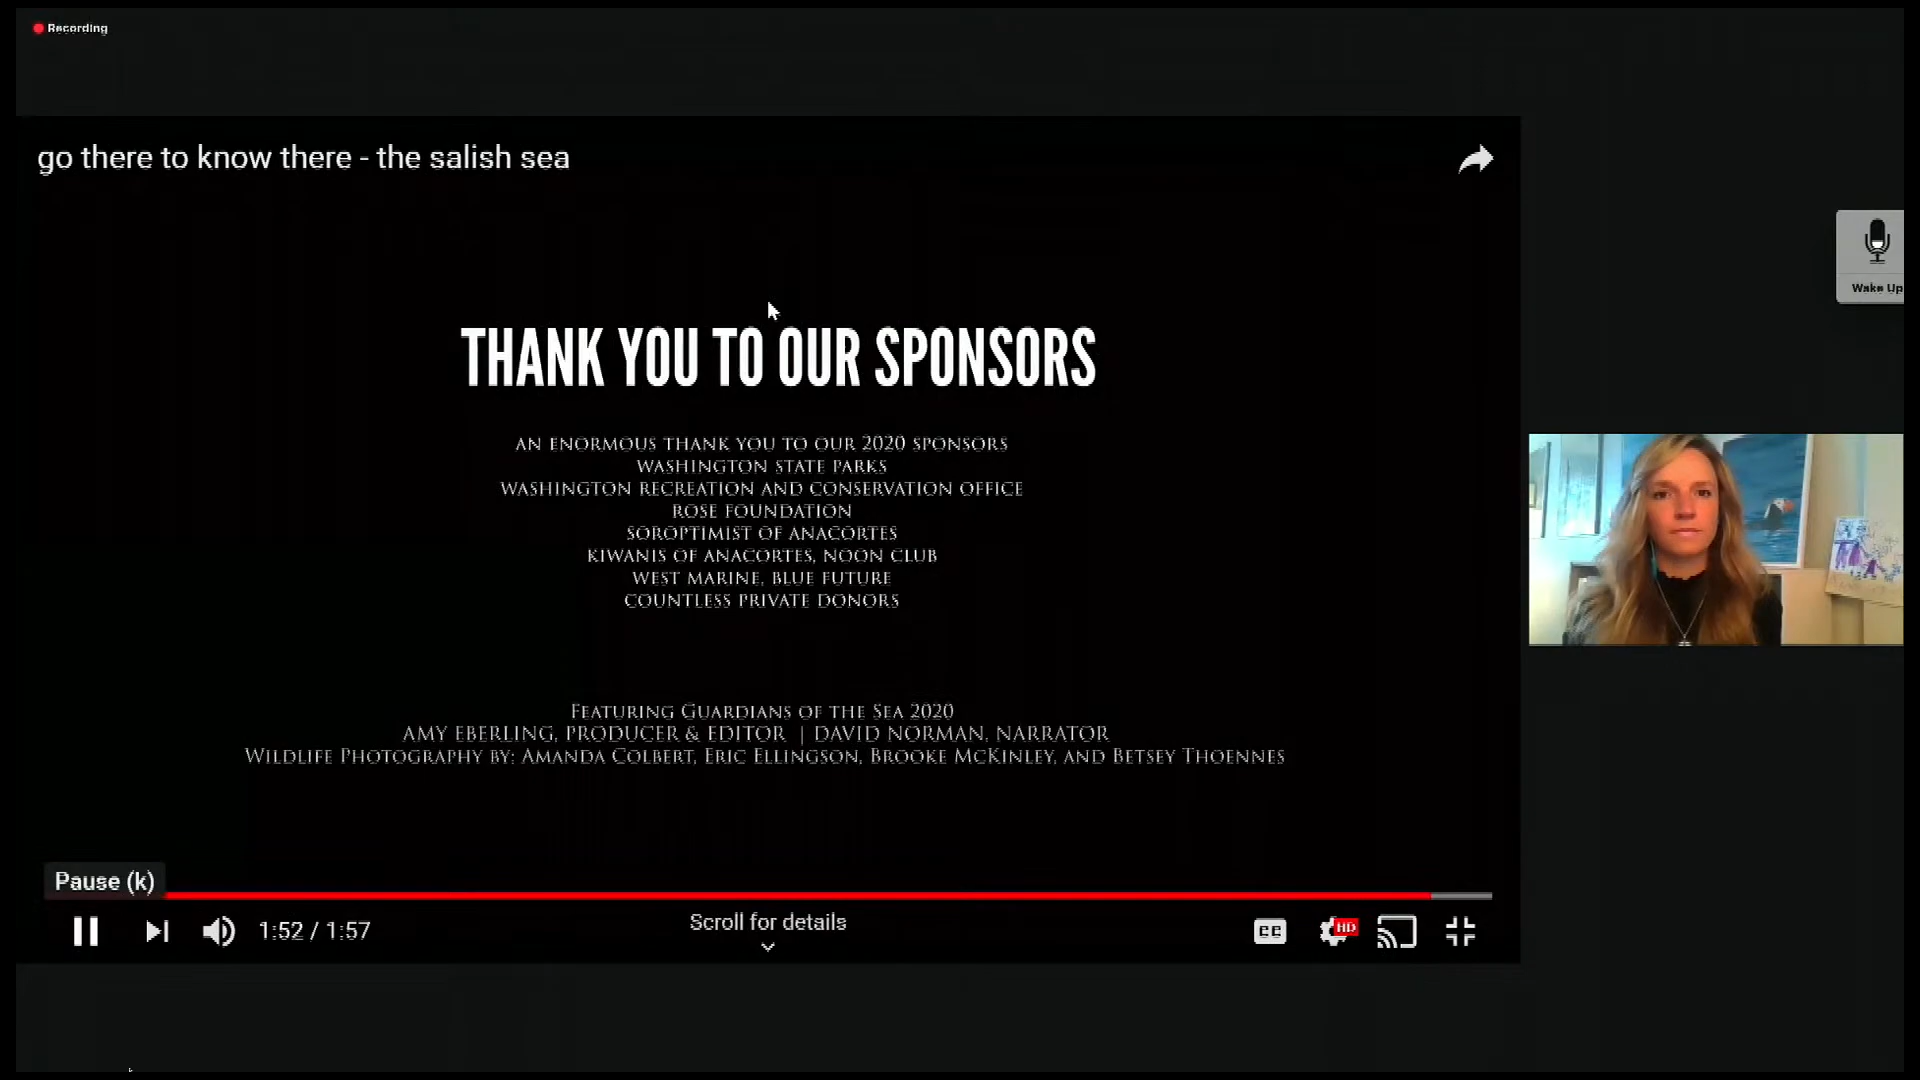 Recording
go there to know there - the salish sea
Wake Up
THANK YOU TO OUR SPONSORS
AN ENORMOUS THANK YOU TO OUR 2020 SPONSORS
WASHINGTON STATE PARKS
WASHINGTON RECREATION AND CONSERVATION OFFICE
ROSE FOUNDATION
SOROPTIMIST OF ANACORTES
KIWANIS OF ANACORTES, NOON CLUB
WEST MARINE, BLUE FUTURE
COUNTLESS PRIVATE DONORS
FEATURING GUARDIANS OF THE SEA 2020
AMY EBERLING, PRODUCER & EDITOR | DAVID NORMAN, NARRATOR
WILDLIFE PHOTOGRAPHY BY: AMANDA COLBERT, ERIC ELLINGSON, BROOKE MCKINLEY, AND BETSEY THOENNES
Pause (k)
1:52 / 1:57
Scroll for details
CC
HD